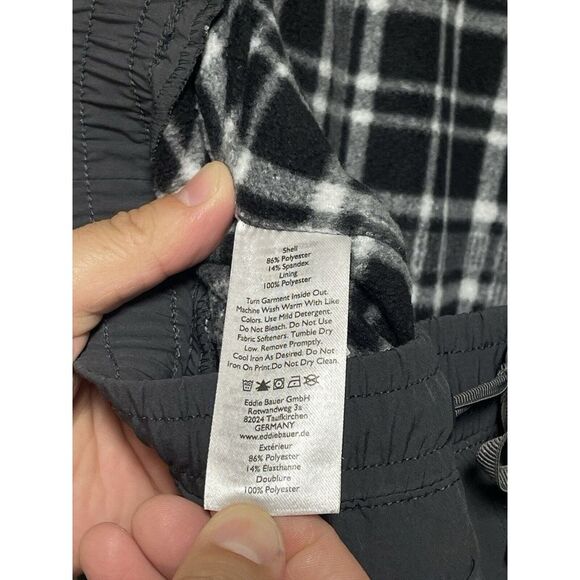 Shell
86% Polyester
14% Spandex
Lining
100% Polyester
Turn Garment Inside Out.
Machine Wash Warm With Like
Colors. Use Mild Detergent.
Do Not Bleach. Do Not Use
Fabric Softeners. Tumble Dry
Low. Remove Promptly.
Cool Iron As Desired. Do Not
Iron On Print.Do Not Dry Clean.
Eddie Bauer GmbH
Rotwandweg 3a
82024 Taufkirchen
GERMANY
www.eddiebauer.de
Extérieur
86% Polyester
14% Élasthanne
Doublure
100% Polyester